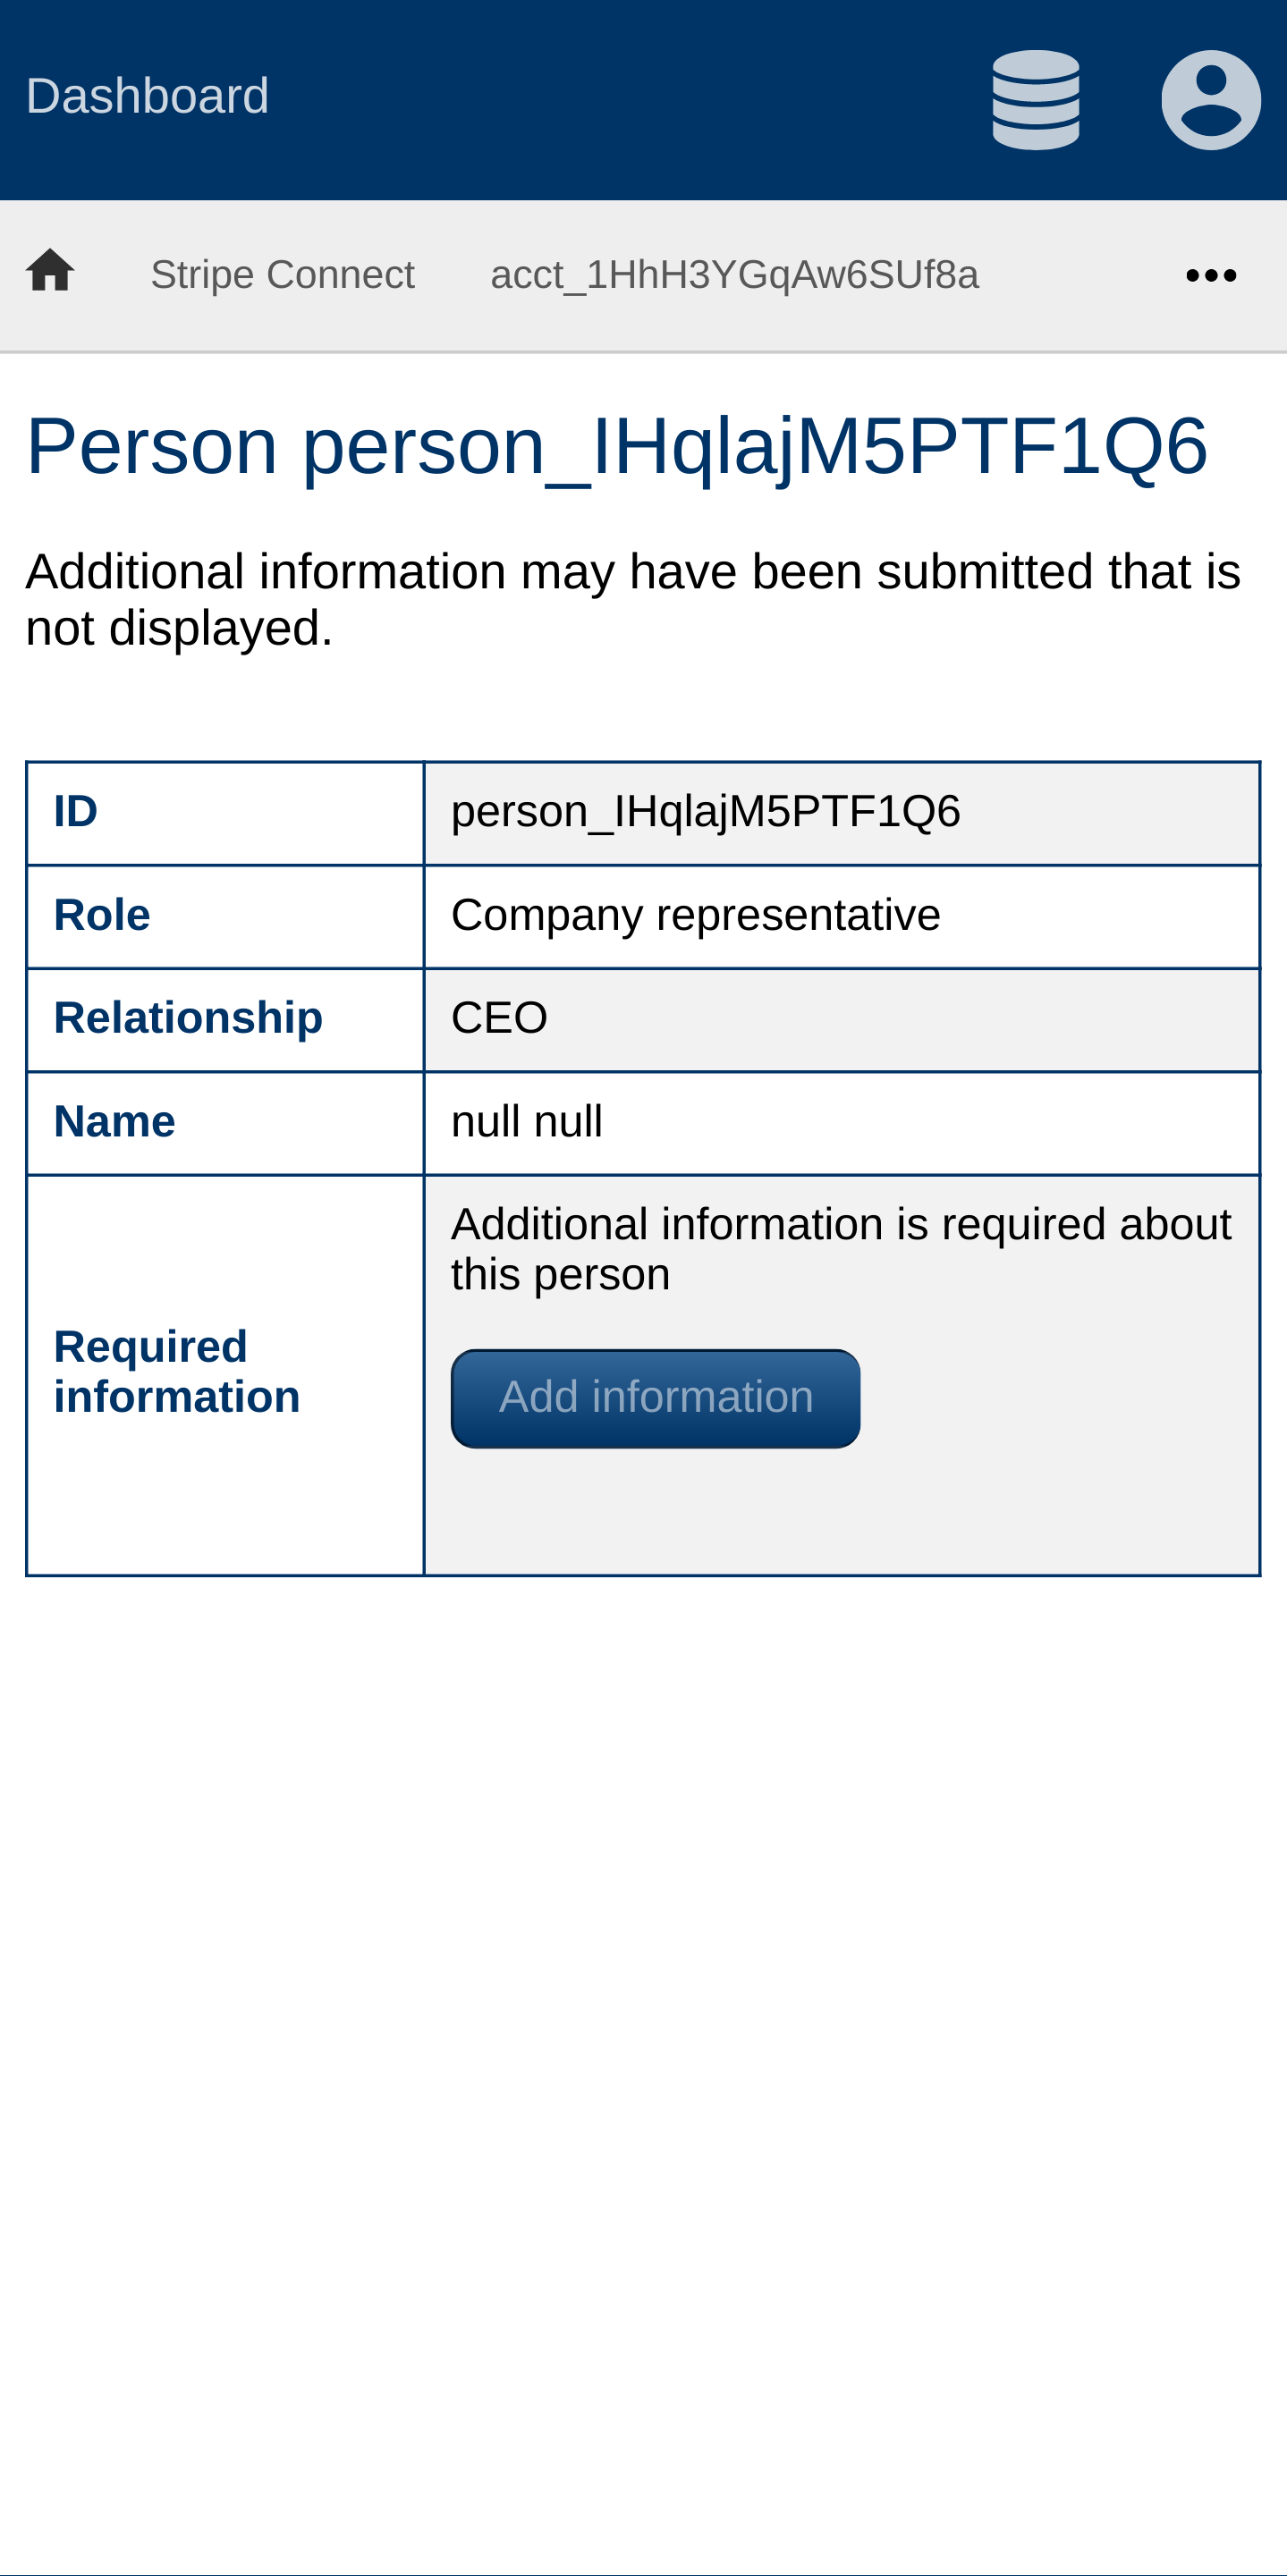 Dashboard
Stripe Connect acct_1HhH3YGqAw6SUf8a
Person person_IHqlajM5PTF1Q6
Additional information may have been submitted that is
not displayed.
ID person_IHqlajM5PTF1Q6
Role Company representative
Relationship CEO
Name null null
Required
information
Additional information is required about
this person
Add information